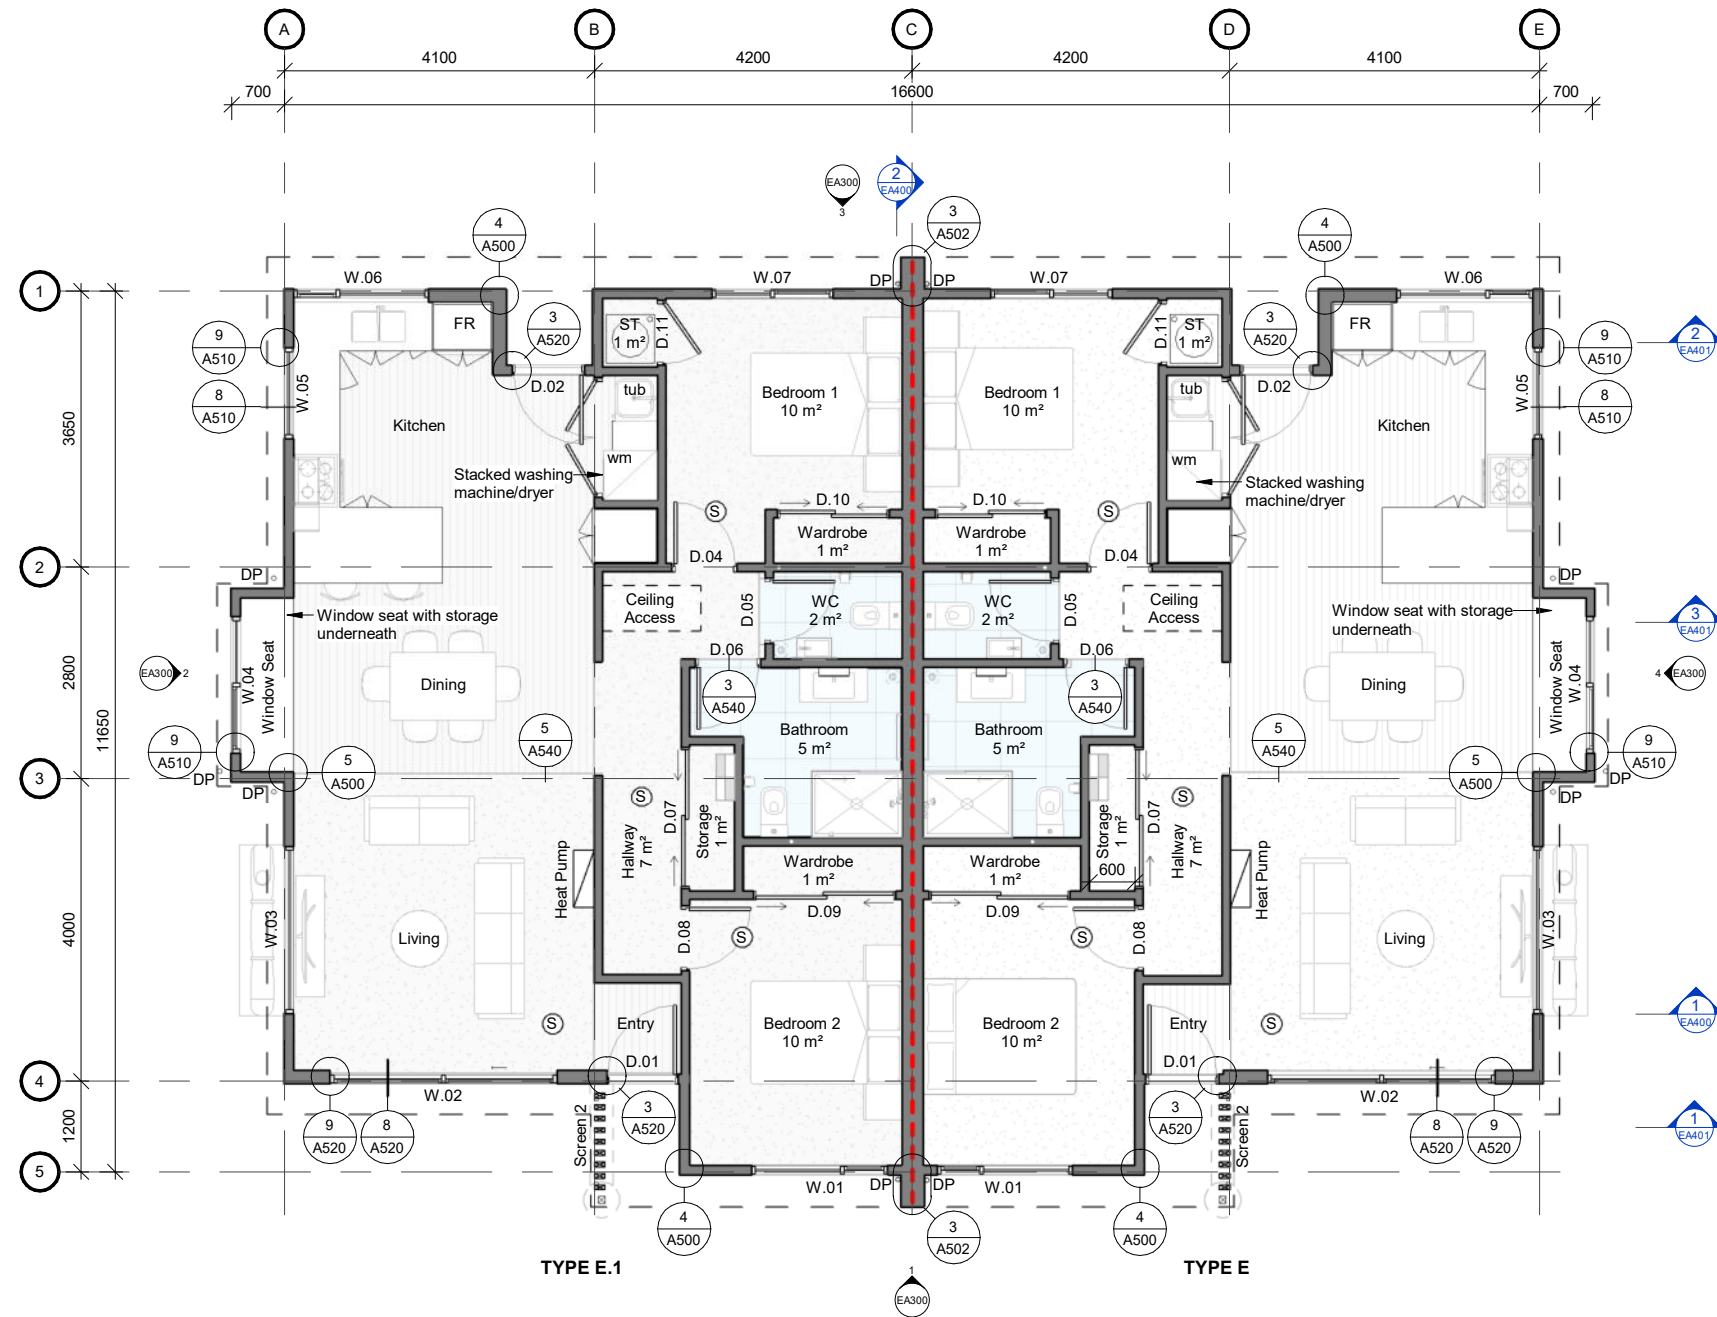 A B C D E
4100 4200 4200 4100
700 16600 700
EA300
3
2
EA400
3
A502
4
A500
4
A500
W.06 W.07 DP DP W.07 W.06
1
FR
ST
1 m²
D.11
D.11
ST
1 m²
FR
3
A520
3
A520
9
A510
9
A510
2
EA401
8
A510
8
A510
W.05
W.05
D.02
tub
Bedroom 1
10 m²
Bedroom 1
10 m²
tub
D.02
Kitchen
Kitchen
3650
wm
wm
Stacked washing
machine/dryer
Stacked washing
machine/dryer
D.10 D.10
S
S
Wardrobe
1 m²
Wardrobe
1 m²
2
D.04 D.04
DP
DP
Ceiling
Access
D.05
WC
2 m²
WC
2 m²
D.05
Ceiling
Access
Window seat with storage
underneath
Window seat with storage
underneath
3
EA401
D.06 D.06
EA300 2
4 EA300
2800
11650
W.04
Window Seat
Dining
3
A540
3
A540
Dining
Window Seat
W.04
Bathroom
5 m²
Bathroom
5 m²
5
A540
5
A540
9
A510
9
A510
3
DP
DP
5
A500
5
A500
DP
DP
S
S
D.07
Storage
1 m²
Storage
1 m²
D.07
Hallway
7 m²
Hallway
7 m²
Heat Pump
Heat Pump
Wardrobe
1 m²
Wardrobe
1 m²
600
4000
W.03
W.03
D.09 D.09
D.08
D.08
S
S
Living
Living
S
Entry
Bedroom 2
10 m²
Bedroom 2
10 m²
Entry
S
1
EA400
D.01
D.01
4
W.02
W.02
1200
9
A520
8
A520
Screen2
3
A520
3
A520
Screen2
8
A520
9
A520
1
EA401
5
W.01 DP DP W.01
4
A500
3
A502
4
A500
TYPE E.1
TYPE E
1
EA300